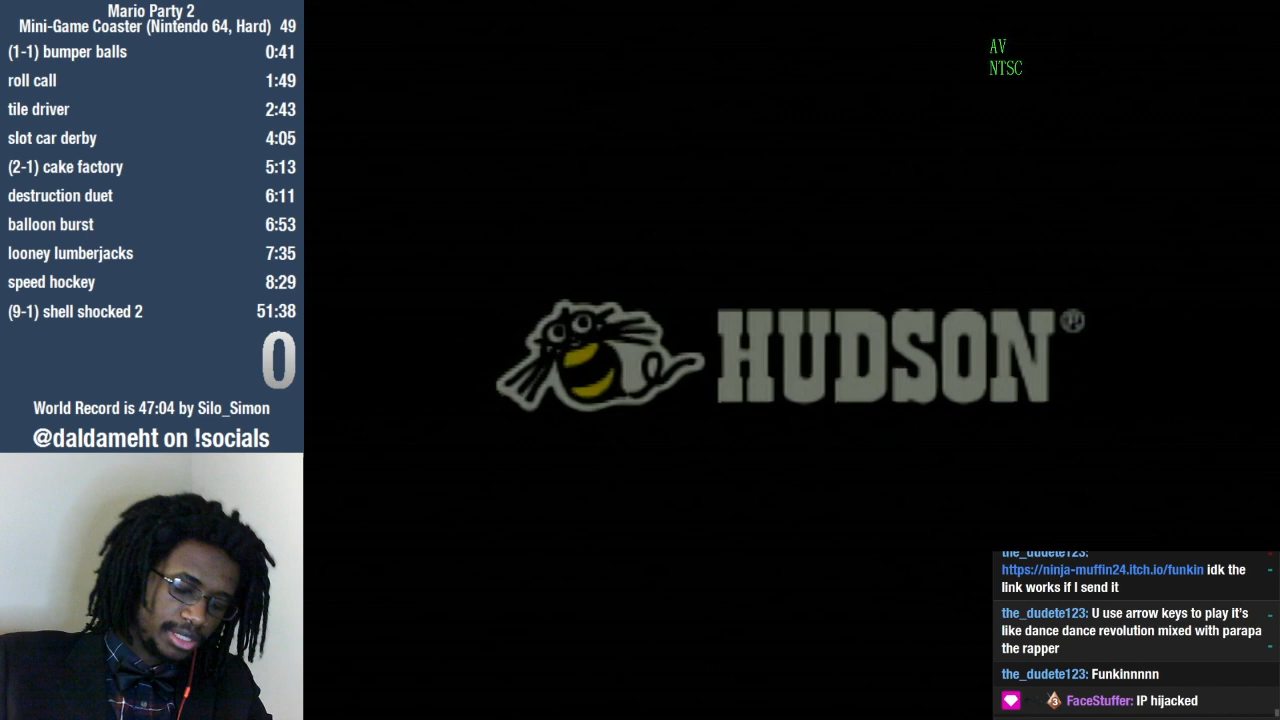 Mario Party 2
Mini-Game Coaster (Nintendo 64, Hard) 49
(1-1) bumper balls 0:41
roll call 1:49
tile driver 2:43
slot car derby 4:05
(2-1) cake factory 5:13
destruction duet 6:11
balloon burst 6:53
looney lumberjacks 7:35
speed hockey 8:29
(9-1) shell shocked 2 51:38
0
World Record is 47:04 by Silo_Simon
@daldameht on !socials
AV
NTSC
HUDSON®
the_dudete123:
https://ninja-muffin24.itch.io/funkin idk the
link works if I send it
the_dudete123: U use arrow keys to play it's
like dance dance revolution mixed with parapa
the rapper
the_dudete123: Funkinnnnn
3 FaceStuffer: IP hijacked